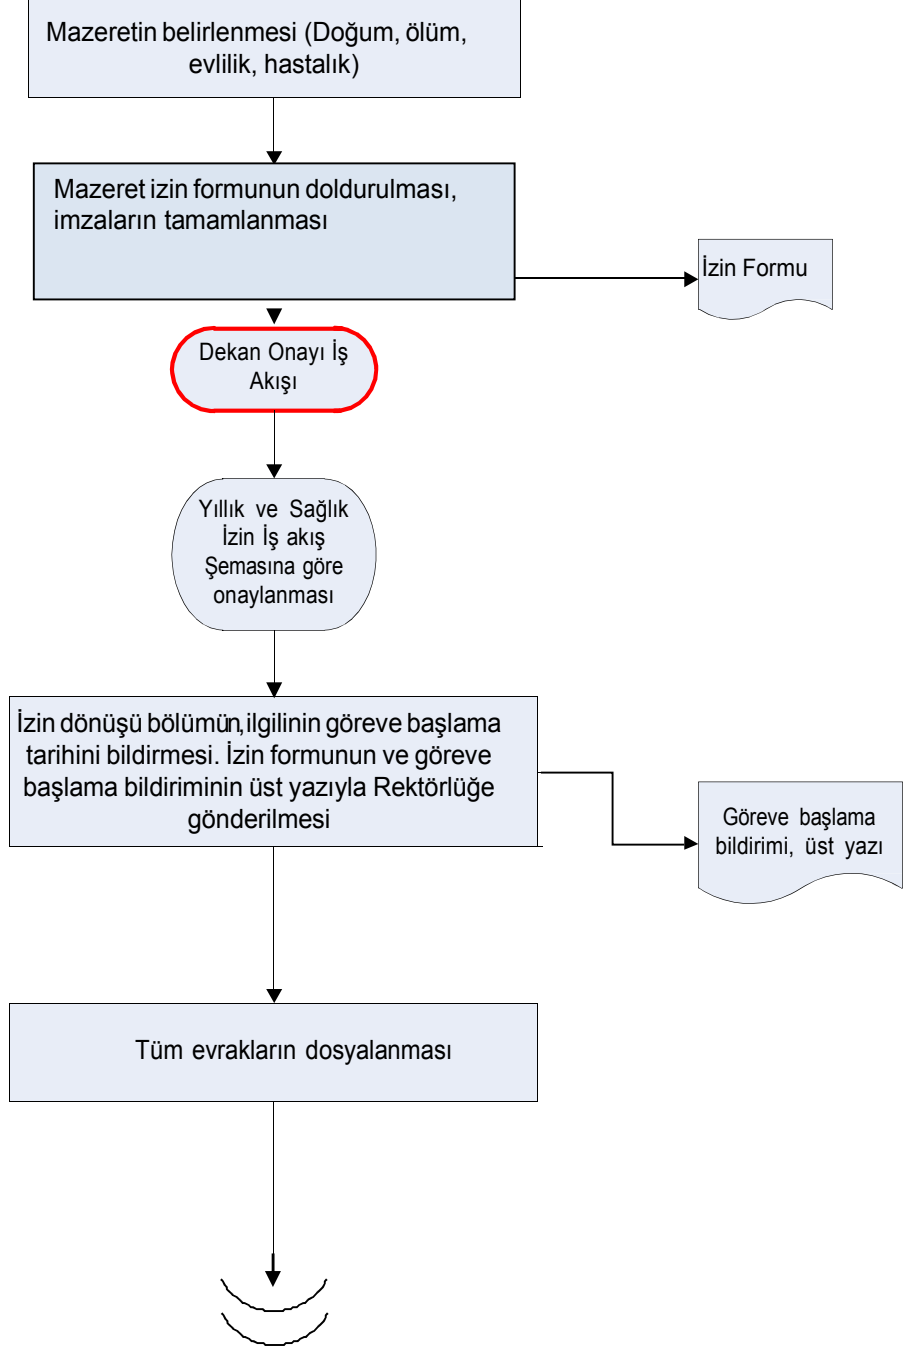 Mazeretin belirlenmesi (Doğum, ölüm,
evlilik, hastalık)
Mazeret izin formunun doldurulması,
imzaların tamamlanması
İzin Formu
Dekan Onayı İş
Akışı
Yıllık ve Sağlık
İzin İş akış
Şemasına göre
onaylanması
İzin dönüşü bölümün, ilgilinin göreve başlama
tarihini bildirmesi. İzin formunun ve göreve
başlama bildiriminin üst yazıyla Rektörlüğe
gönderilmesi
Göreve başlama
bildirimi, üst yazı
Tüm evrakların dosyalanması